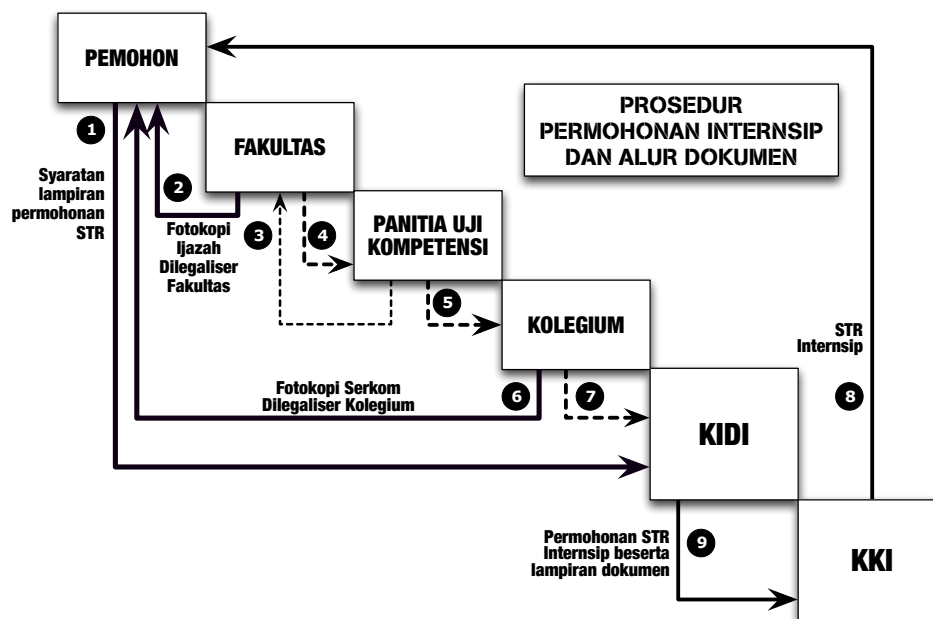 PEMOHON
PROSEDUR
PERMOHONAN INTERNSIP
DAN ALUR DOKUMEN
1
FAKULTAS
Syaratan
lampiran
permohonan
STR
2
Fotokopi
Ijazah
Dilegaliser
Fakultas
3
4
PANITIA UJI
KOMPETENSI
5
KOLEGIUM
STR
Internsip
Fotokopi Serkom
Dilegaliser Kolegium
6
7
8
KIDI
Permohonan STR
Internsip beserta
lampiran dokumen
9
KKI